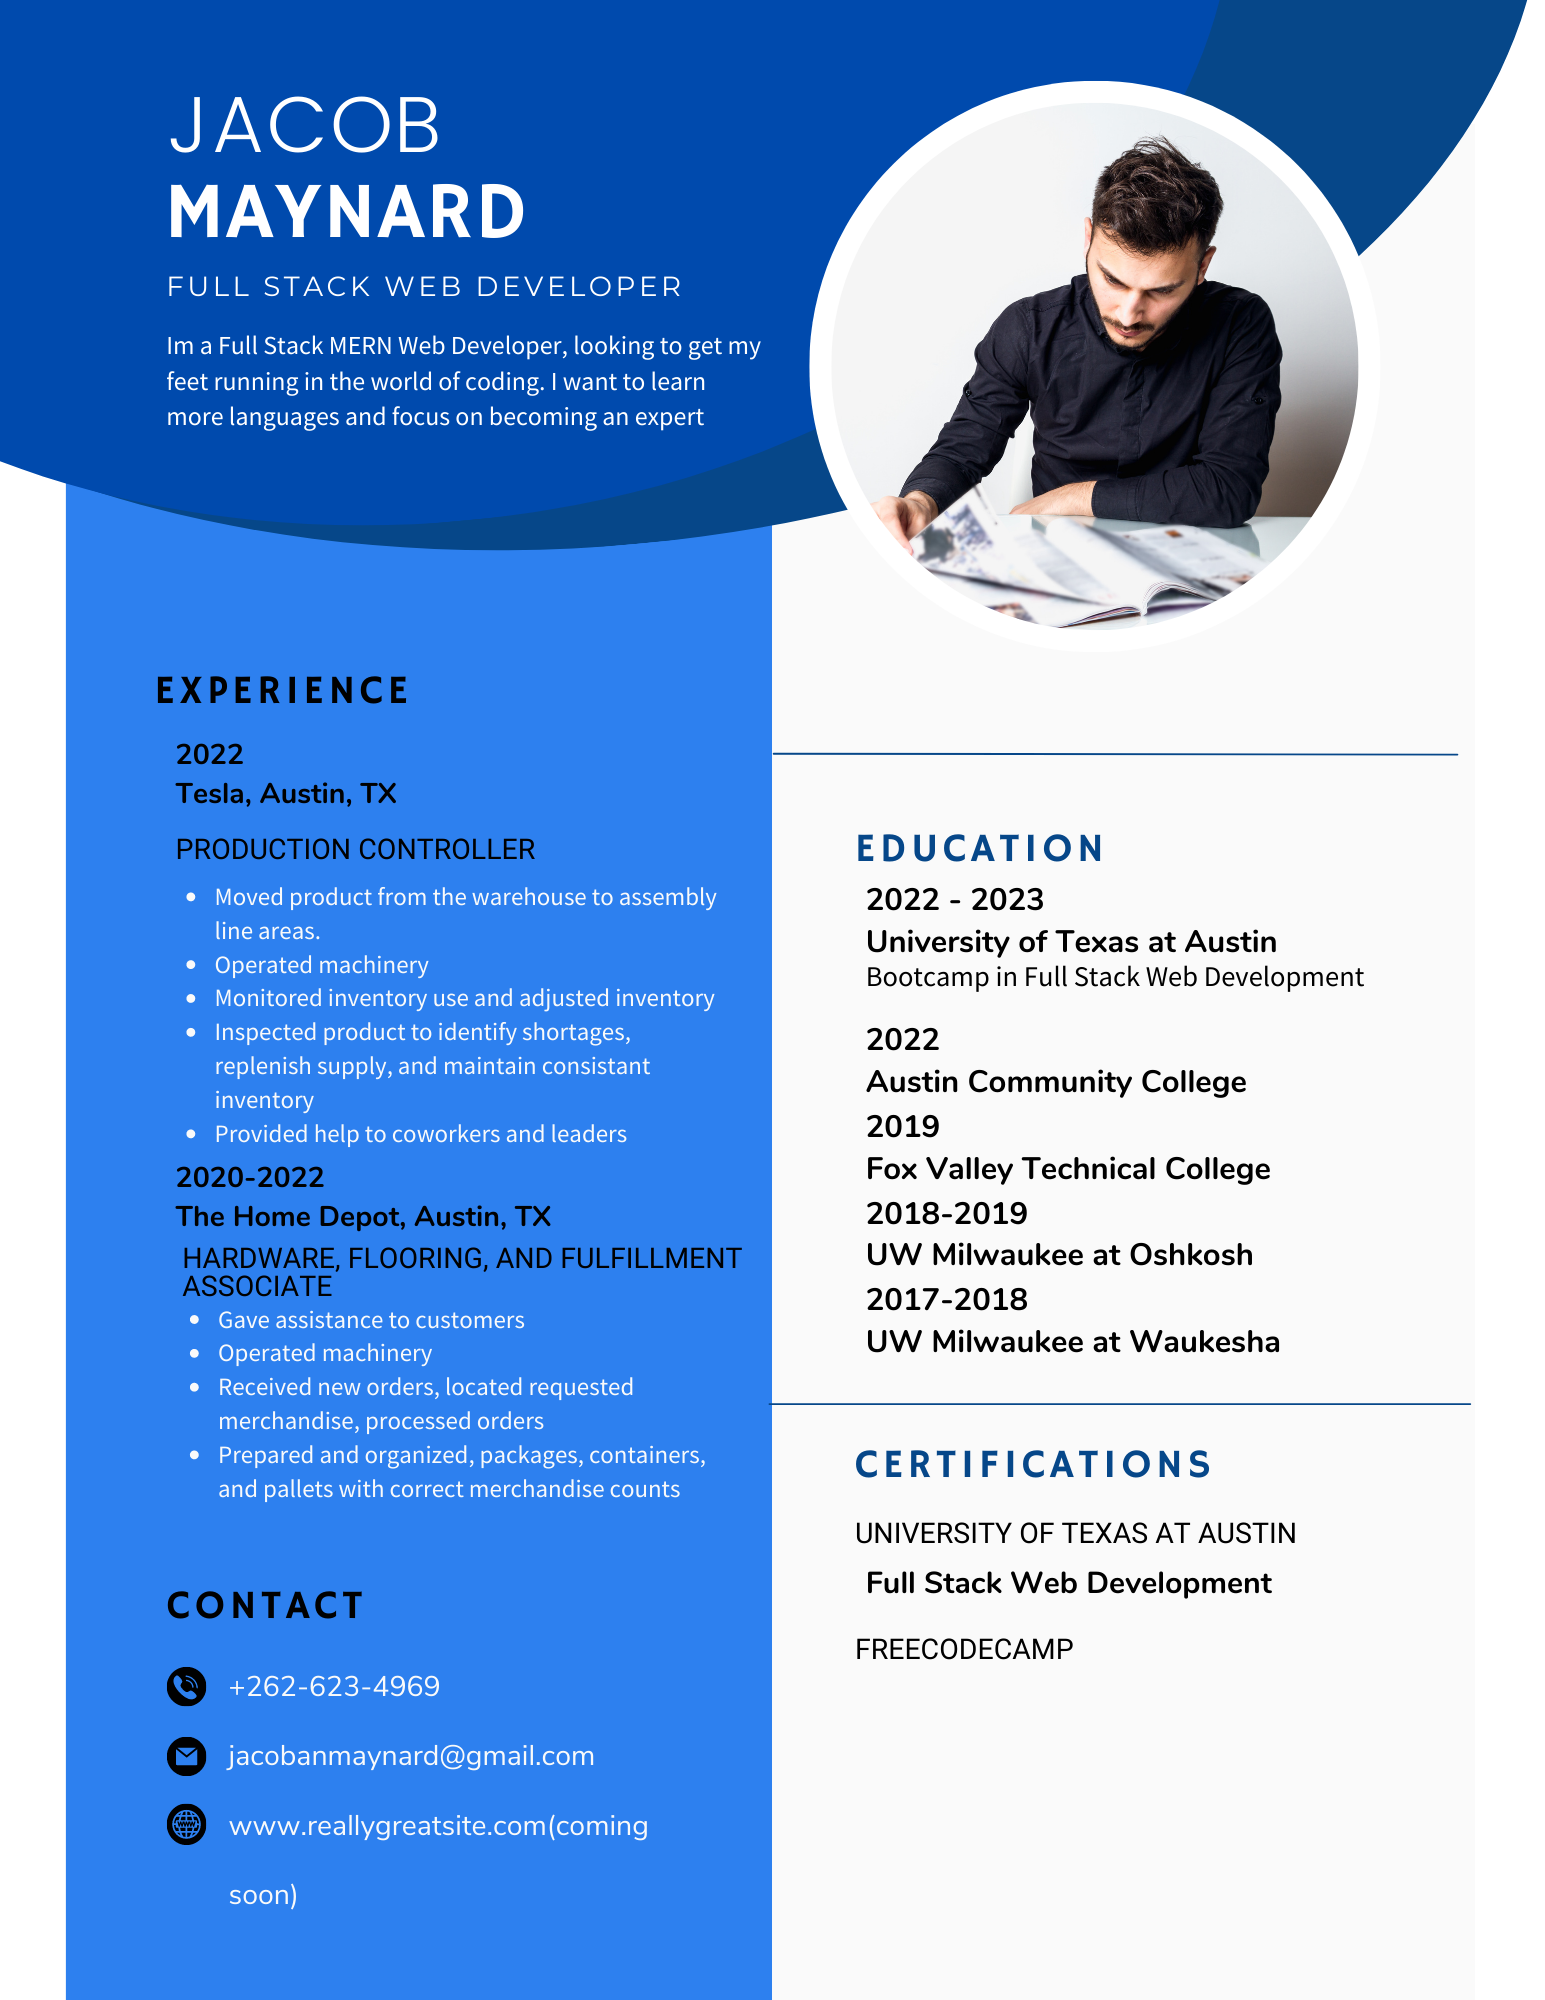 JACOB
MAYNARD
FULL STACK WEB DEVELOPER
Im a Full Stack MERN Web Developer, looking to get my
feet running in the world of coding. I want to learn
more languages and focus on becoming an expert
EXPERIENCE
2022
Tesla, Austin, TX
PRODUCTION CONTROLLER
• Moved product from the warehouse to assembly
line areas.
• Operated machinery
• Monitored inventory use and adjusted inventory
• Inspected product to identify shortages,
replenish supply, and maintain consistant
inventory
• Provided help to coworkers and leaders
2020-2022
The Home Depot, Austin, TX
HARDWARE, FLOORING, AND FULFILLMENT
ASSOCIATE
• Gave assistance to customers
• Operated machinery
• Received new orders, located requested
merchandise, processed orders
• Prepared and organized, packages, containers,
and pallets with correct merchandise counts
CONTACT
+262-623-4969
jacobanmaynard@gmail.com
www.reallygreatsite.com(coming
soon)
EDUCATION
2022 - 2023
University of Texas at Austin
Bootcamp in Full Stack Web Development
2022
Austin Community College
2019
Fox Valley Technical College
2018-2019
UW Milwaukee at Oshkosh
2017-2018
UW Milwaukee at Waukesha
CERTIFICATIONS
UNIVERSITY OF TEXAS AT AUSTIN
Full Stack Web Development
FREECODECAMP